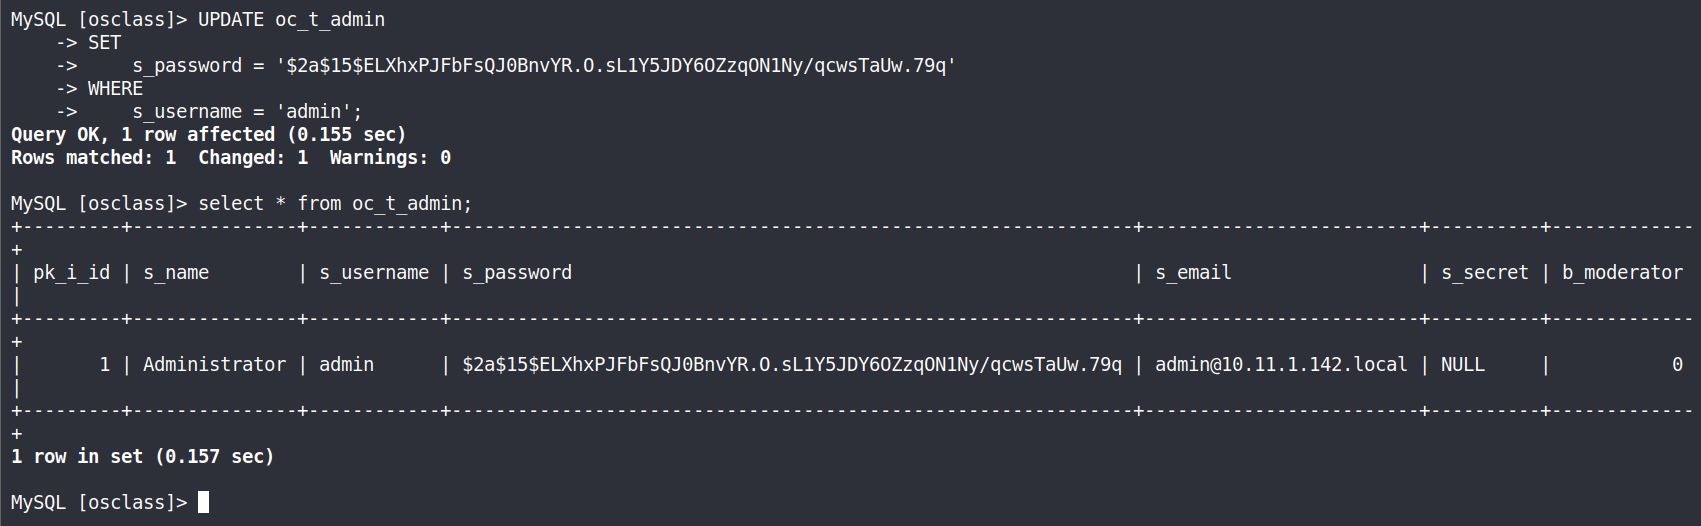 MySQL [osclass]> UPDATE oc_t_admin
    -> SET
    ->     s_password = '$2a$15$ELXhxPJFbFsQJ0BnvYR.O.sL1Y5JDY6OZzqON1Ny/qcwsTaUw.79q'
    -> WHERE
    ->     s_username = 'admin';
Query OK, 1 row affected (0.155 sec)
Rows matched: 1  Changed: 1  Warnings: 0

MySQL [osclass]> select * from oc_t_admin;
+---------+---------------+------------+--------------------------------------------------------------+-------------------------+----------+-------------
+
| pk_i_id | s_name        | s_username | s_password                                                   | s_email                 | s_secret | b_moderator
|
+---------+---------------+------------+--------------------------------------------------------------+-------------------------+----------+-------------
+
|       1 | Administrator | admin      | $2a$15$ELXhxPJFbFsQJ0BnvYR.O.sL1Y5JDY6OZzqON1Ny/qcwsTaUw.79q | admin@10.11.1.142.local | NULL     |           0
|
+---------+---------------+------------+--------------------------------------------------------------+-------------------------+----------+-------------
+
1 row in set (0.157 sec)

MySQL [osclass]>